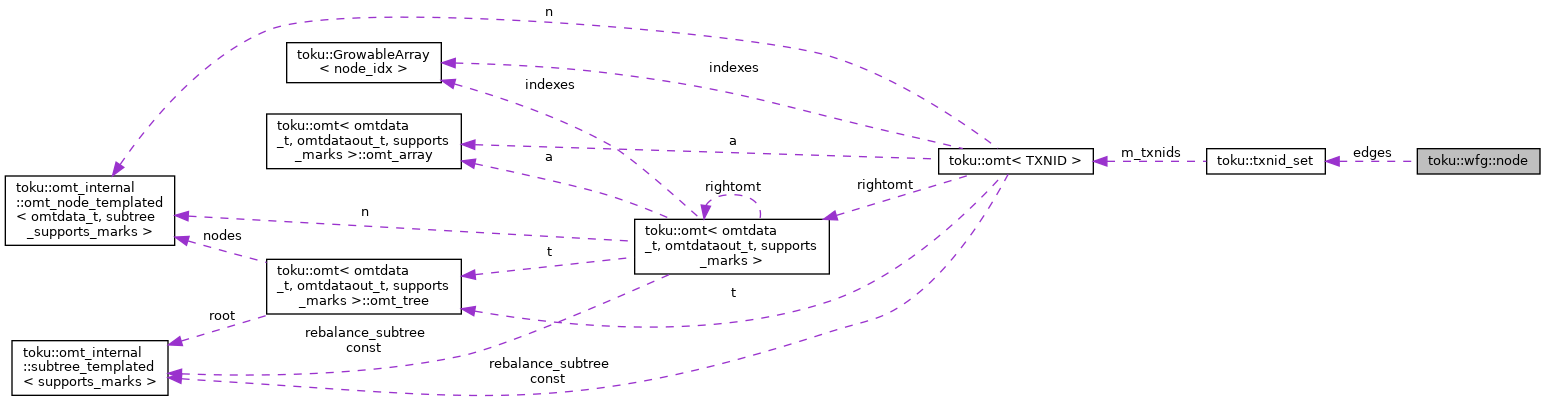 n
toku::GrowableArray
< node_idx >
indexes
indexes
toku::omt< omtdata
_t, omtdataout_t, supports
_marks >::omt_array
a
a
toku::omt< TXNID >
m_txnids
toku::txnid_set
edges
toku::wfg::node
toku::omt_internal
::omt_node_templated
< omtdata_t, subtree
_supports_marks >
rightomt
rightomt
n
nodes
toku::omt< omtdata
_t, omtdataout_t, supports
_marks >
t
toku::omt< omtdata
_t, omtdataout_t, supports
_marks >::omt_tree
t
root
rebalance_subtree
const
toku::omt_internal
::subtree_templated
< supports_marks >
rebalance_subtree
const